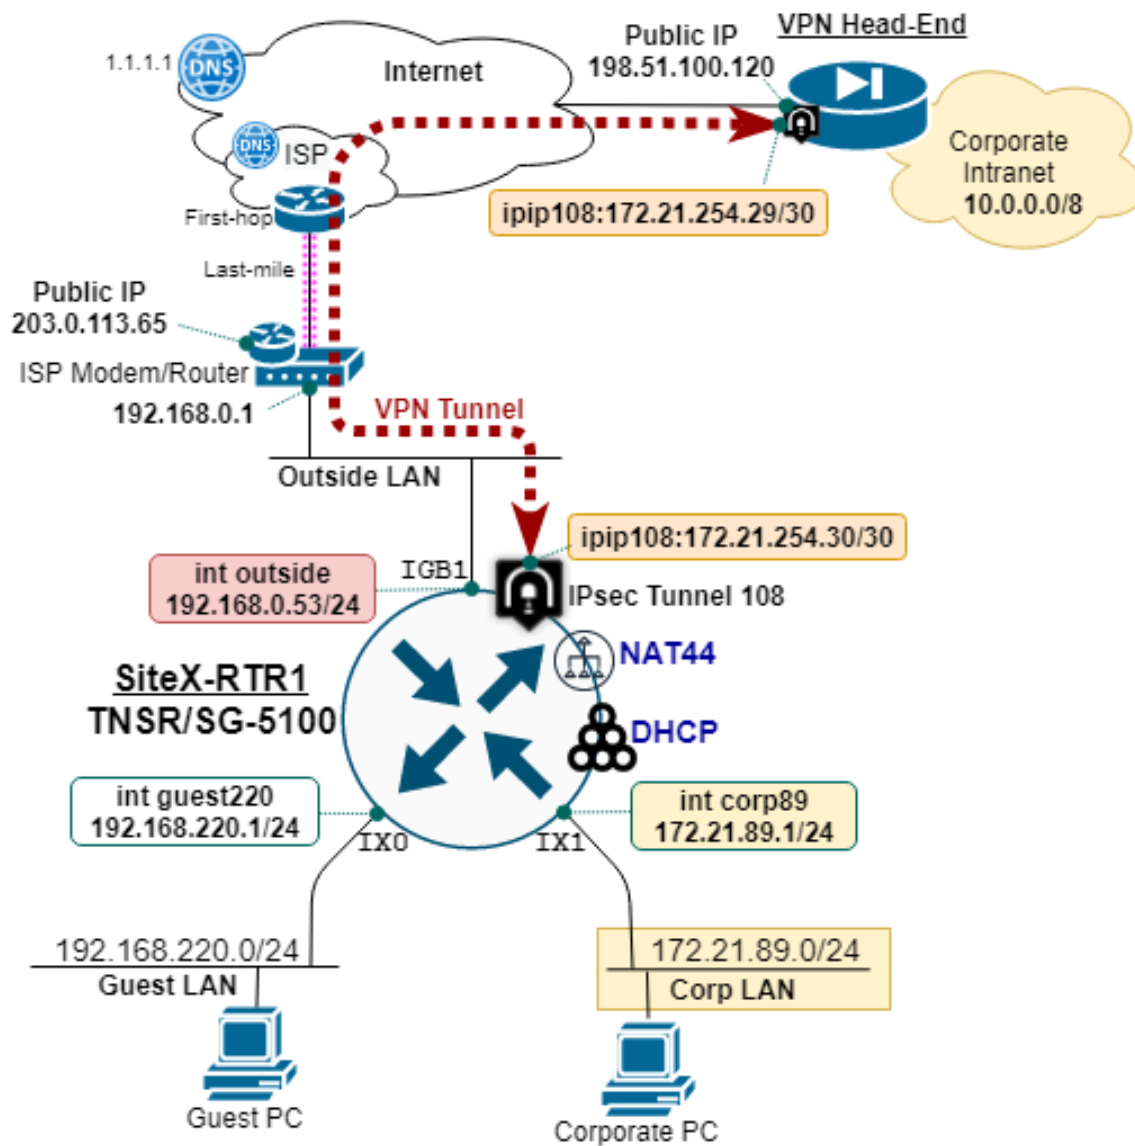 VPN Head-End
Public IP
198.51.100.120
1.1.1.1
DNS
Internet
DNS
ISP
Corporate
Intranet
10.0.0.0/8
First-hop
ipip108:172.21.254.29/30
Last-mile
Public IP
203.0.113.65
ISP Modem/Router
192.168.0.1
VPN Tunnel
Outside LAN
ipip108:172.21.254.30/30
int outside
192.168.0.53/24
IGB1
IPsec Tunnel 108
NAT44
SiteX-RTR1
TNSR/SG-5100
DHCP
int guest220
192.168.220.1/24
int corp89
172.21.89.1/24
IX0
IX1
192.168.220.0/24
Guest LAN
172.21.89.0/24
Corp LAN
Guest PC
Corporate PC